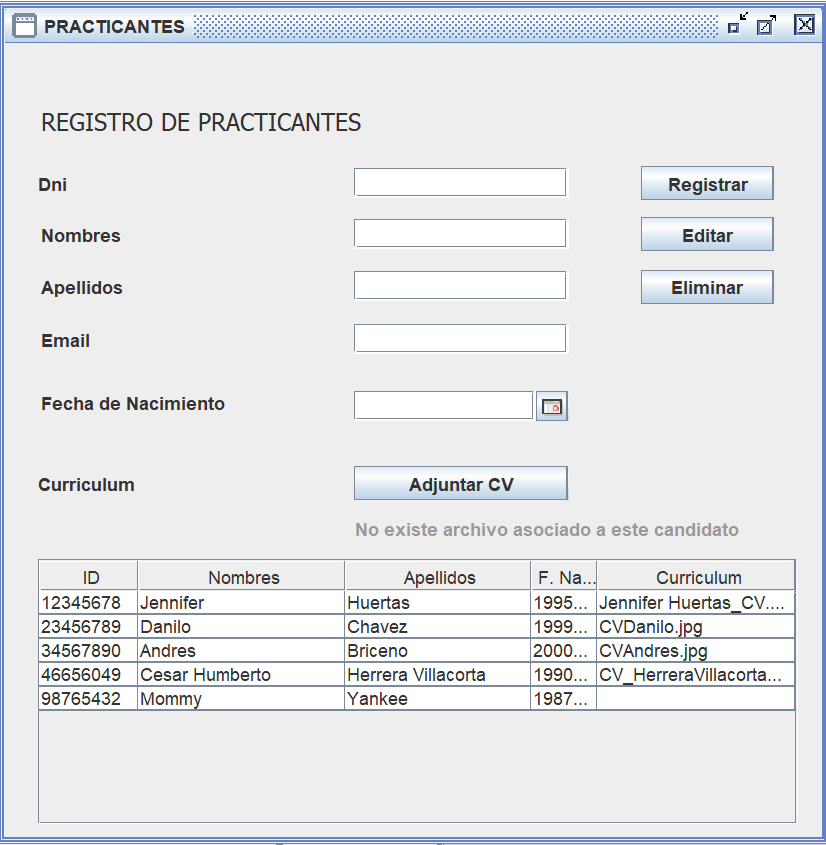 PRACTICANTES
REGISTRO DE PRACTICANTES
Dni
Registrar
Nombres
Editar
Apellidos
Eliminar
Email
Fecha de Nacimiento
Curriculum
Adjuntar CV
No existe archivo asociado a este candidato
ID Nombres Apellidos F. Na... Curriculum
12345678 Jennifer Huertas 1995... Jennifer Huertas_CV....
23456789 Danilo Chavez 1999... CVDanilo.jpg
34567890 Andres Briceno 2000... CVAndres.jpg
46656049 Cesar Humberto Herrera Villacorta 1990... CV_HerreraVillacorta...
98765432 Mommy Yankee 1987...